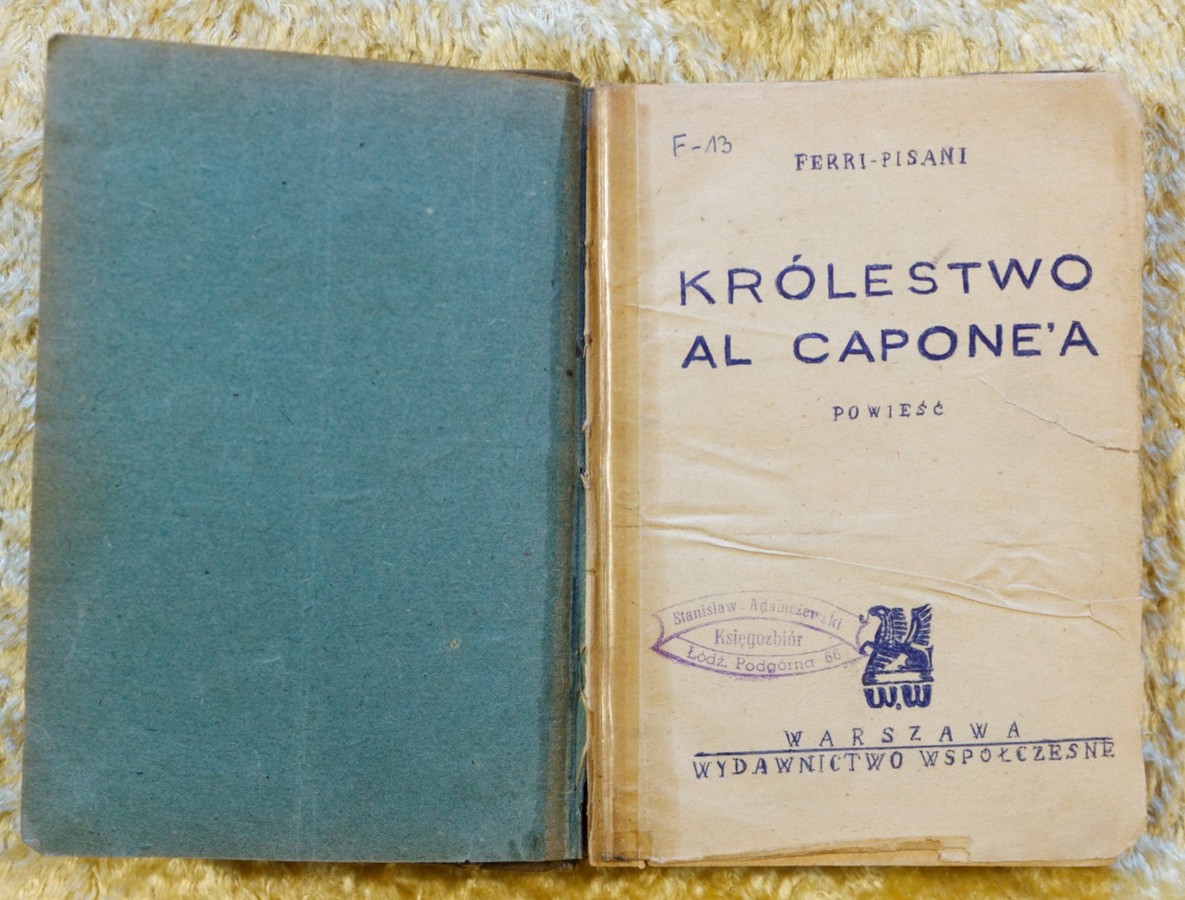 F-13
FERRI-PISANI
KRÓLESTWO
AL CAPONE'A
POWIEŚĆ
Stanisław Adamczewski
Księgozbiór
Łódź, Podgórna 66
W.W
WARSZAWA
WYDAWNICTWO WSPÓŁCZESNE